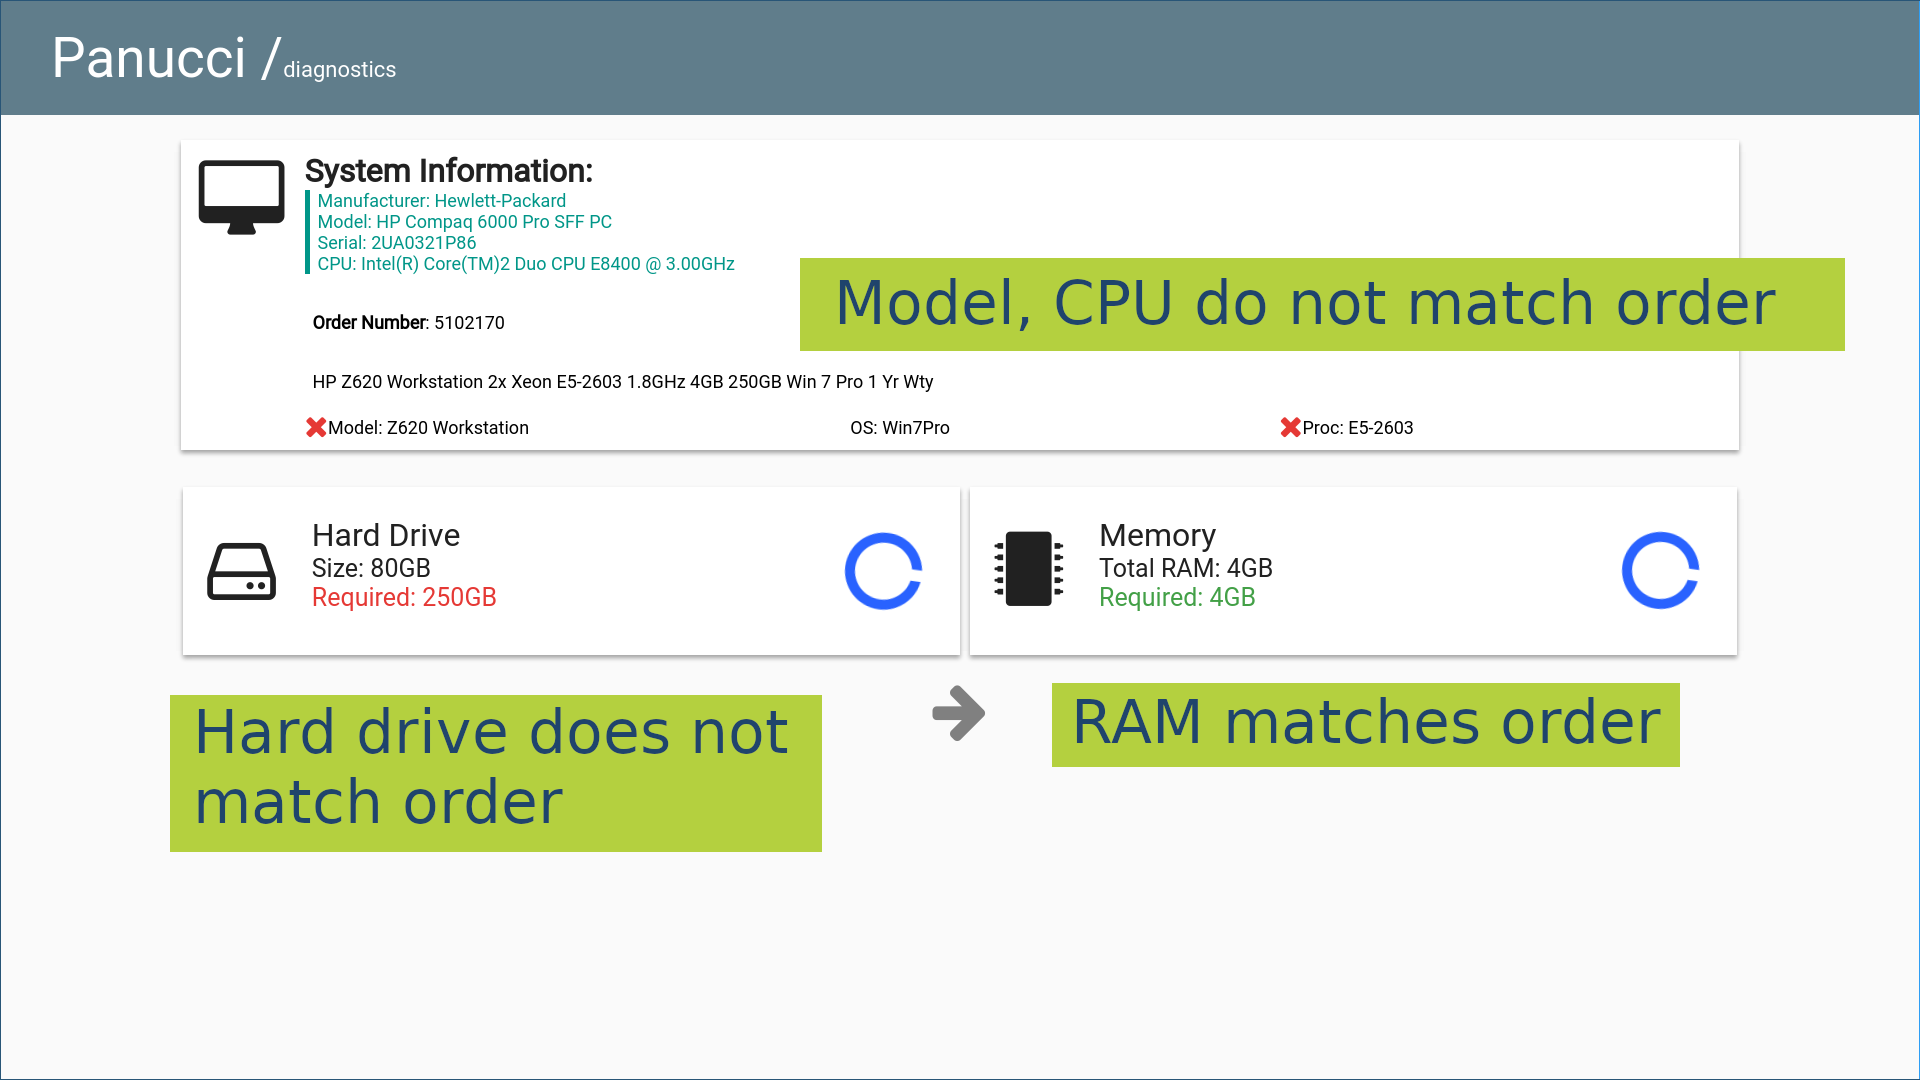 Panucci /diagnostics
System Information:
Manufacturer: Hewlett-Packard
Model: HP Compaq 6000 Pro SFF PC
Serial: 2UA0321P86
CPU: Intel(R) Core(TM)2 Duo CPU E8400 @ 3.00GHz
Model, CPU do not match order
Order Number: 5102170
HP Z620 Workstation 2x Xeon E5-2603 1.8GHz 4GB 250GB Win 7 Pro 1 Yr Wty
Model: Z620 Workstation
OS: Win7Pro
Proc: E5-2603
Hard Drive
Size: 80GB
Required: 250GB
Memory
Total RAM: 4GB
Required: 4GB
Hard drive does not
match order
RAM matches order